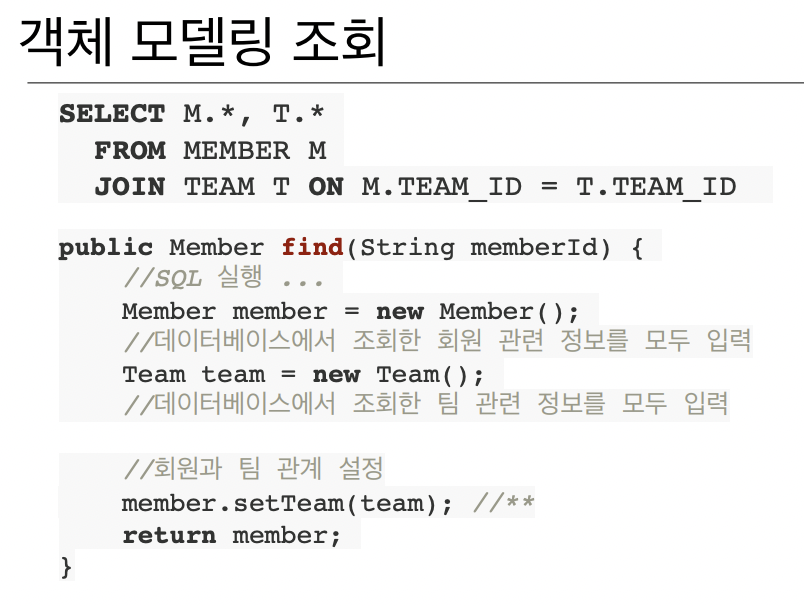 객체 모델링 조회
SELECT M.*, T.*
FROM MEMBER M
JOIN TEAM T ON M.TEAM_ID = T.TEAM_ID
public Member find(String memberId) {
//SQL 실행 ...
Member member = new Member();
//데이터베이스에서 조회한 회원 관련 정보를 모두 입력
Team team = new Team();
//데이터베이스에서 조회한 팀 관련 정보를 모두 입력
//회원과 팀 관계 설정
member.setTeam(team); //**
return member;
}